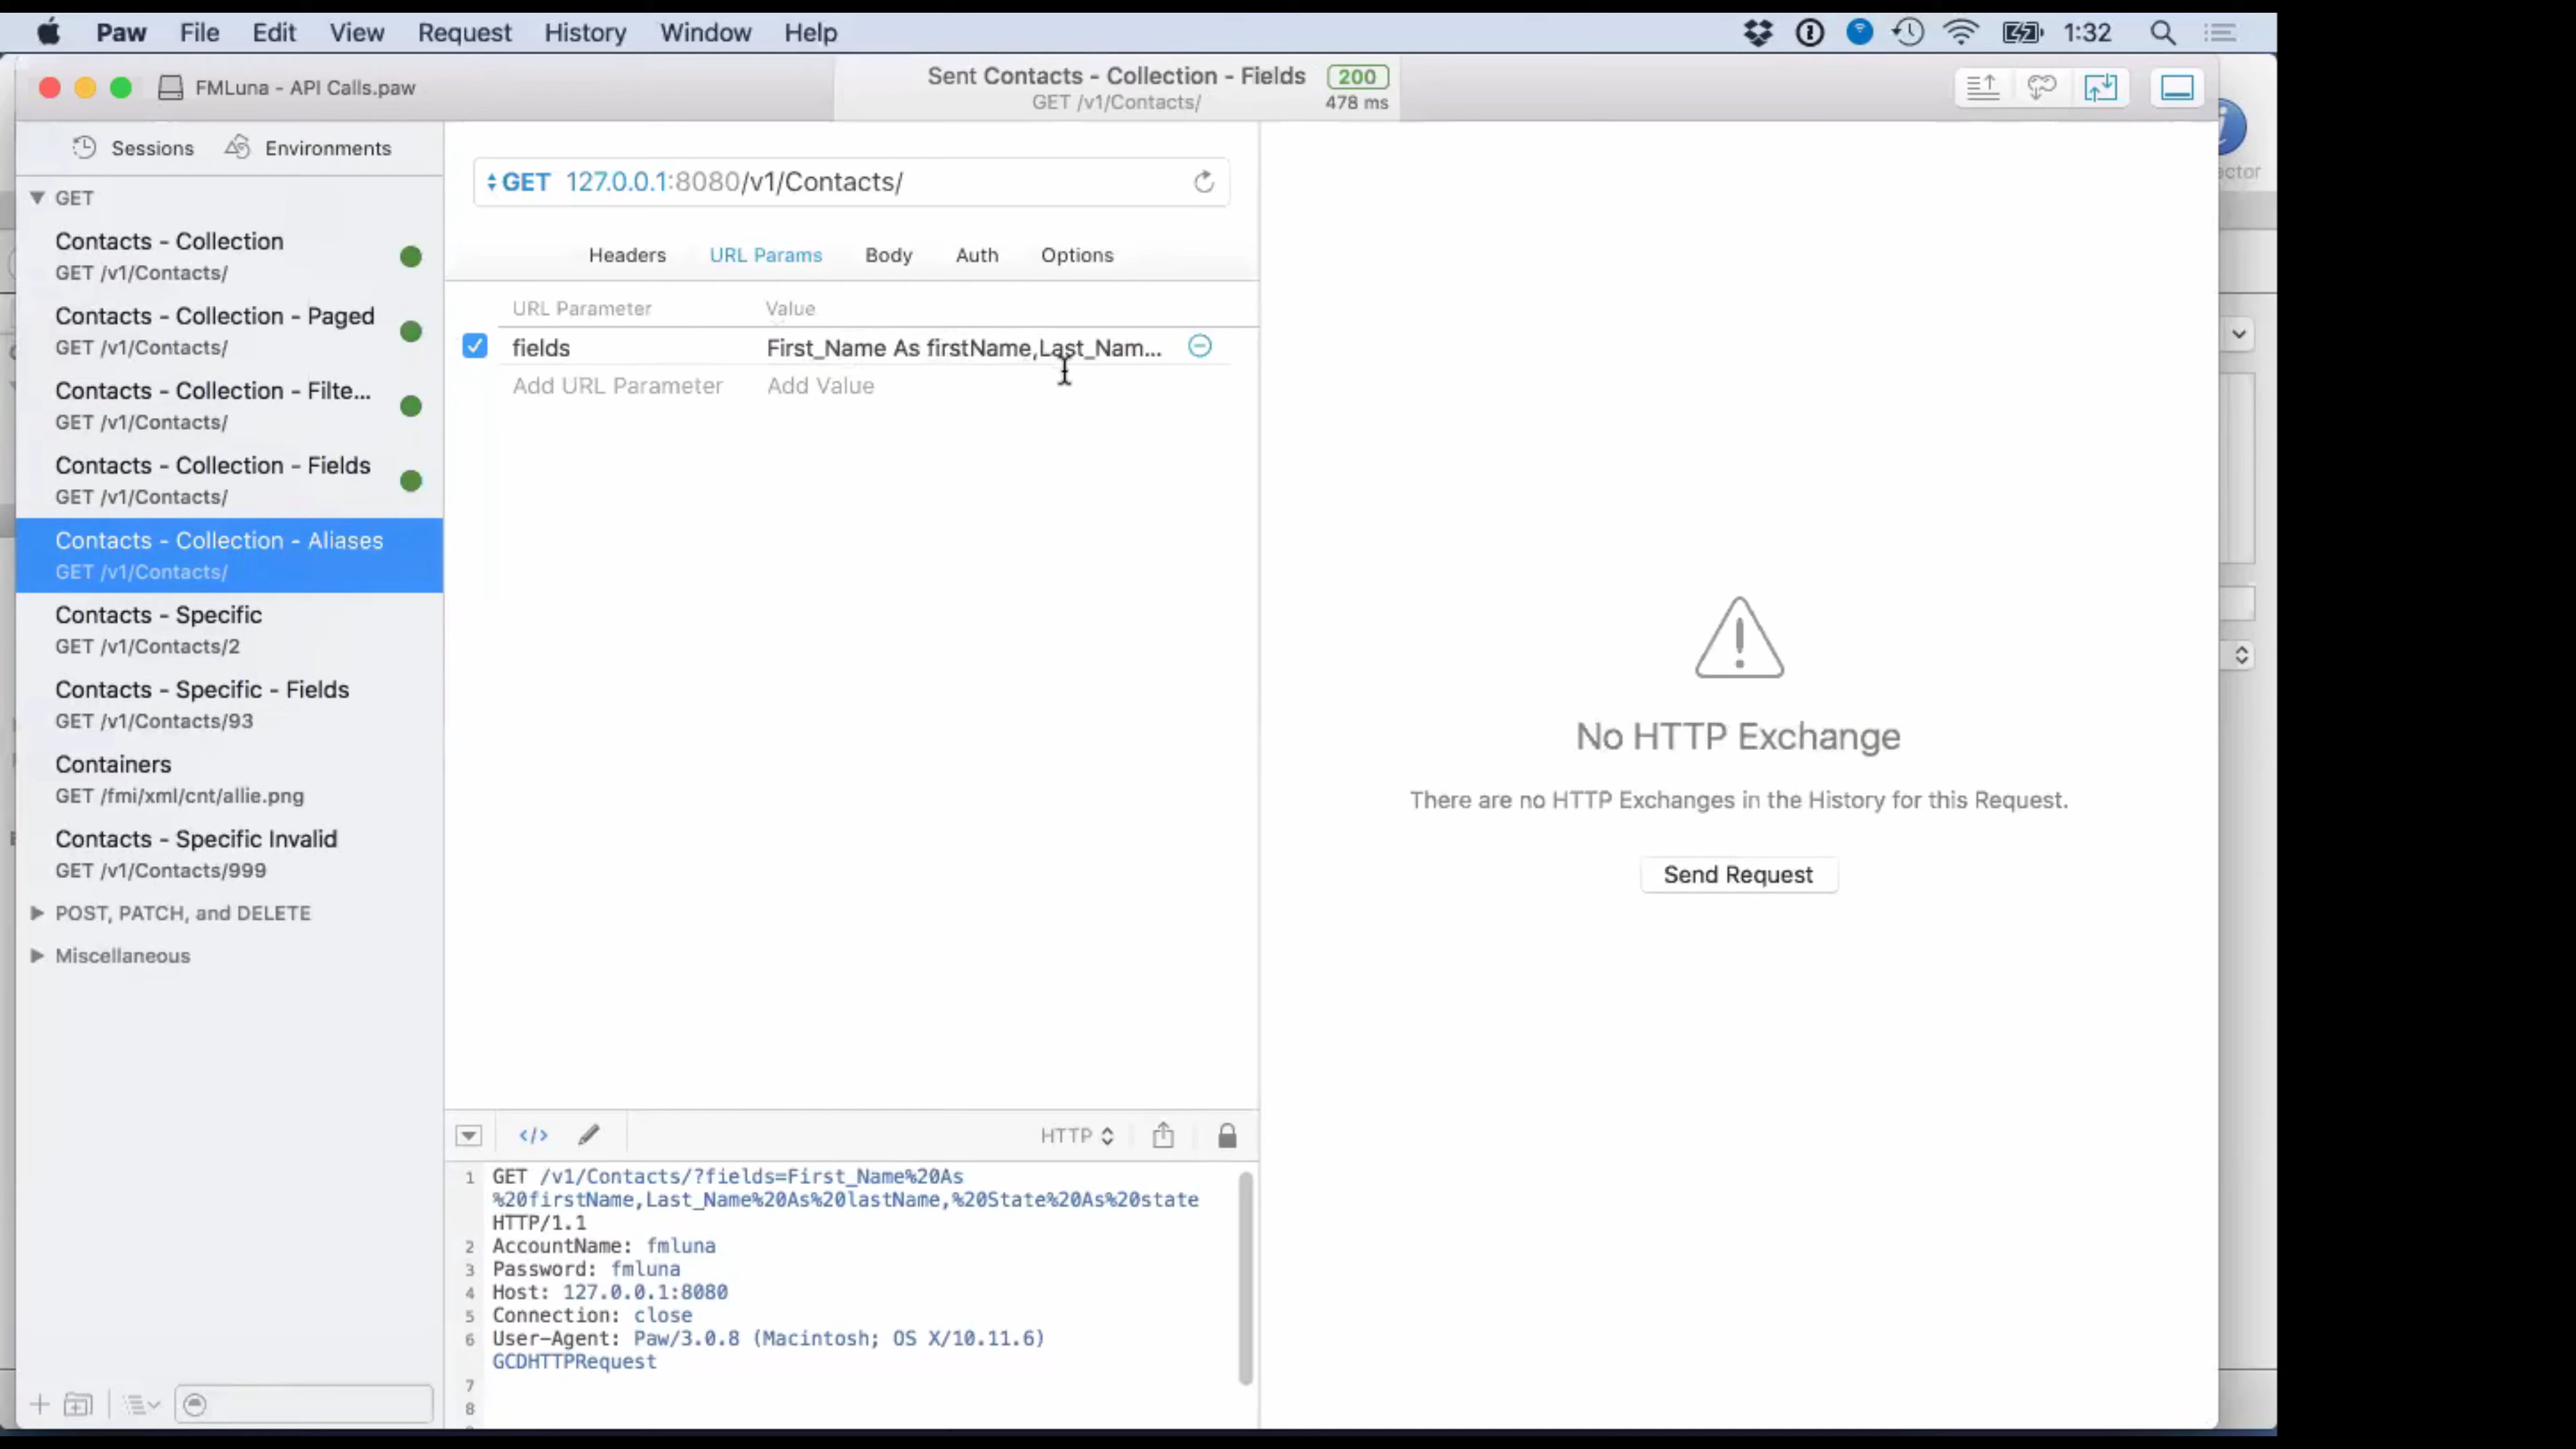 Paw File Edit View Request History Window Help 1:32
FMLuna - API Calls.paw
Sent Contacts - Collection - Fields 200
GET /v1/Contacts/ 478 ms
Sessions Environments
GET
Contacts - Collection
GET /v1/Contacts/
Contacts - Collection - Paged
GET /v1/Contacts/
Contacts - Collection - Filte...
GET /v1/Contacts/
Contacts - Collection - Fields
GET /v1/Contacts/
Contacts - Collection - Aliases
GET /v1/Contacts/
Contacts - Specific
GET /v1/Contacts/2
Contacts - Specific - Fields
GET /v1/Contacts/93
Containers
GET /fmi/xml/cnt/allie.png
Contacts - Specific Invalid
GET /v1/Contacts/999
POST, PATCH, and DELETE
Miscellaneous
GET 127.0.0.1:8080/v1/Contacts/
Headers URL Params Body Auth Options
URL Parameter Value
fields First_Name As firstName,Last_Nam...
Add URL Parameter Add Value
HTTP
1 GET /v1/Contacts/?fields=First_Name%20As
%20firstName,Last_Name%20As%20lastName,%20State%20As%20state
HTTP/1.1
2 AccountName: fmluna
3 Password: fmluna
4 Host: 127.0.0.1:8080
5 Connection: close
6 User-Agent: Paw/3.0.8 (Macintosh; OS X/10.11.6)
GCDHTTPRequest
7
8
No HTTP Exchange
There are no HTTP Exchanges in the History for this Request.
Send Request
ector